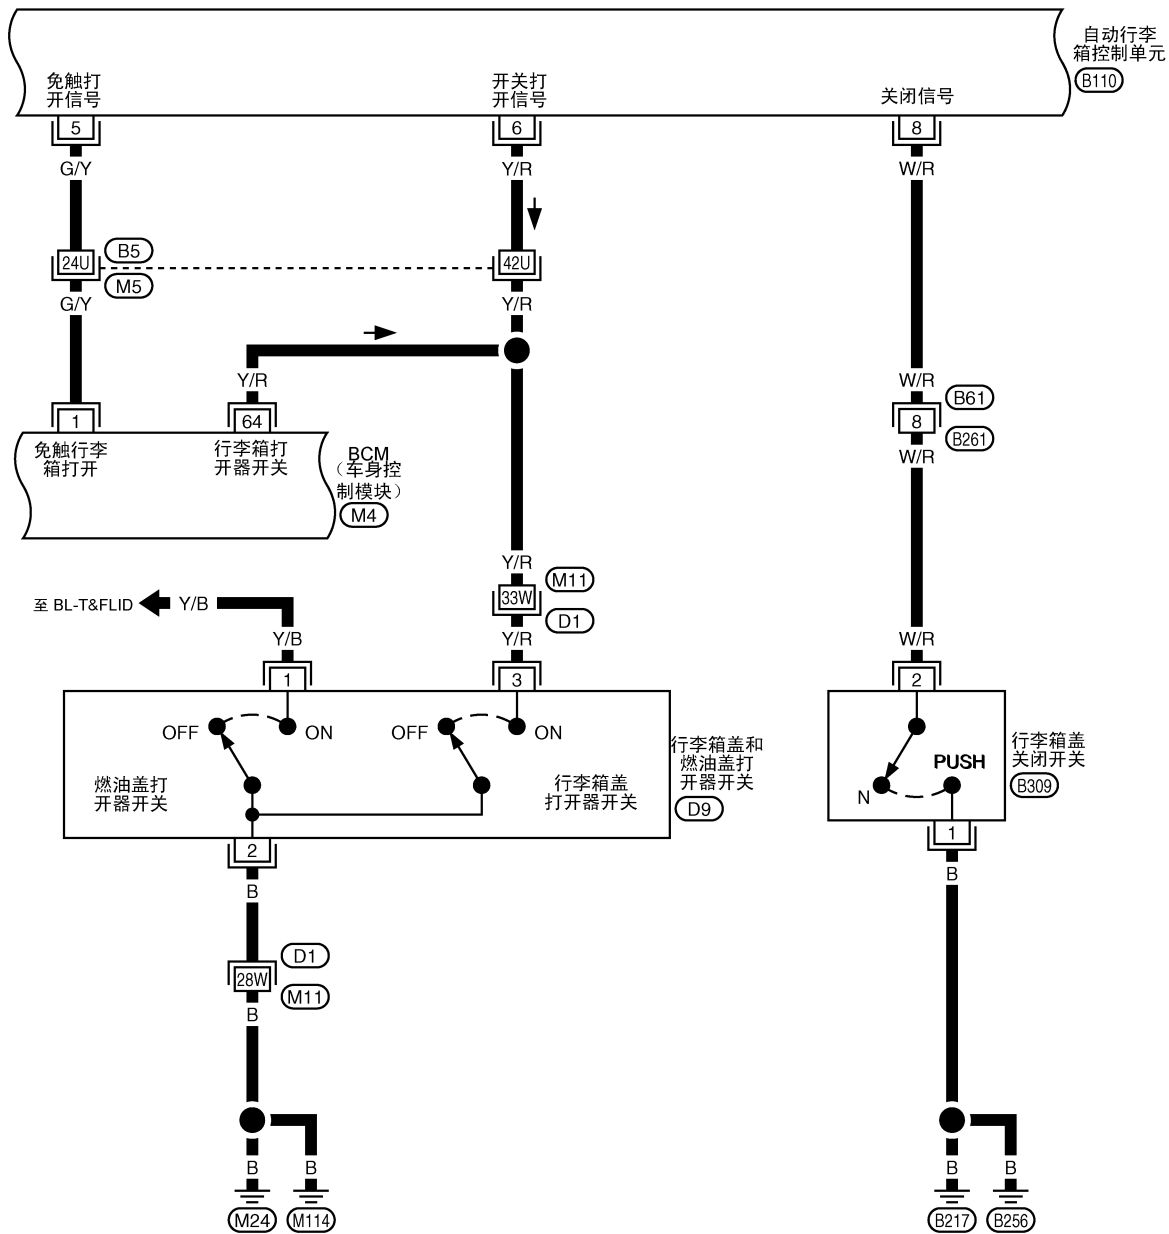 自动行李
箱控制单元
B110
免触打
开信号
开关打
开信号
关闭信号
5
6
8
G/Y
Y/R
W/R
24U
B5
M5
42U
G/Y
Y/R
Y/R
W/R
B61
1
64
8
B261
W/R
免触行李
箱打开
行李箱打
开器开关
BCM
（车身控
制模块）
M4
Y/R
M11
33W
D1
至 BL-T&FLID
Y/B
Y/B
Y/R
W/R
1
3
2
OFF
ON
OFF
ON
燃油盖打
开器开关
行李箱盖
打开器开关
行李箱盖和
燃油盖打
开器开关
D9
N
PUSH
行李箱盖
关闭开关
B309
2
1
B
B
D1
28W
M11
B
B
B
B
B
M24
M114
B217
B256